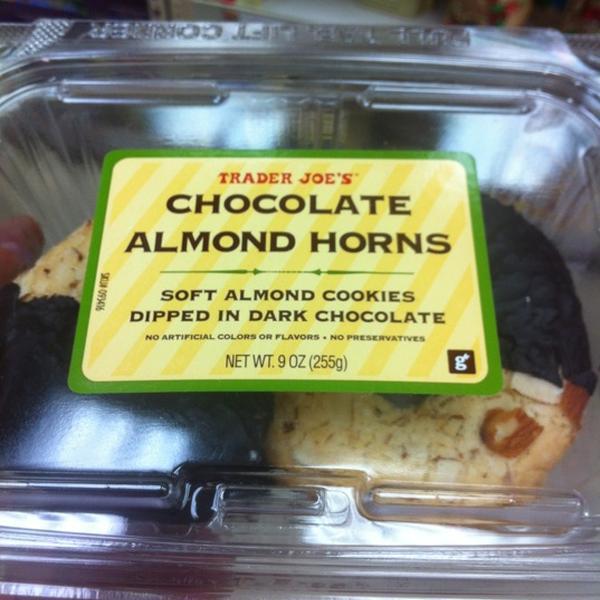 TRADER JOE'S
CHOCOLATE
ALMOND HORNS
SOFT ALMOND COOKIES
DIPPED IN DARK CHOCOLATE
NO ARTIFICIAL COLORS OR FLAVORS • NO PRESERVATIVES
NET WT. 9 OZ (255g)
g